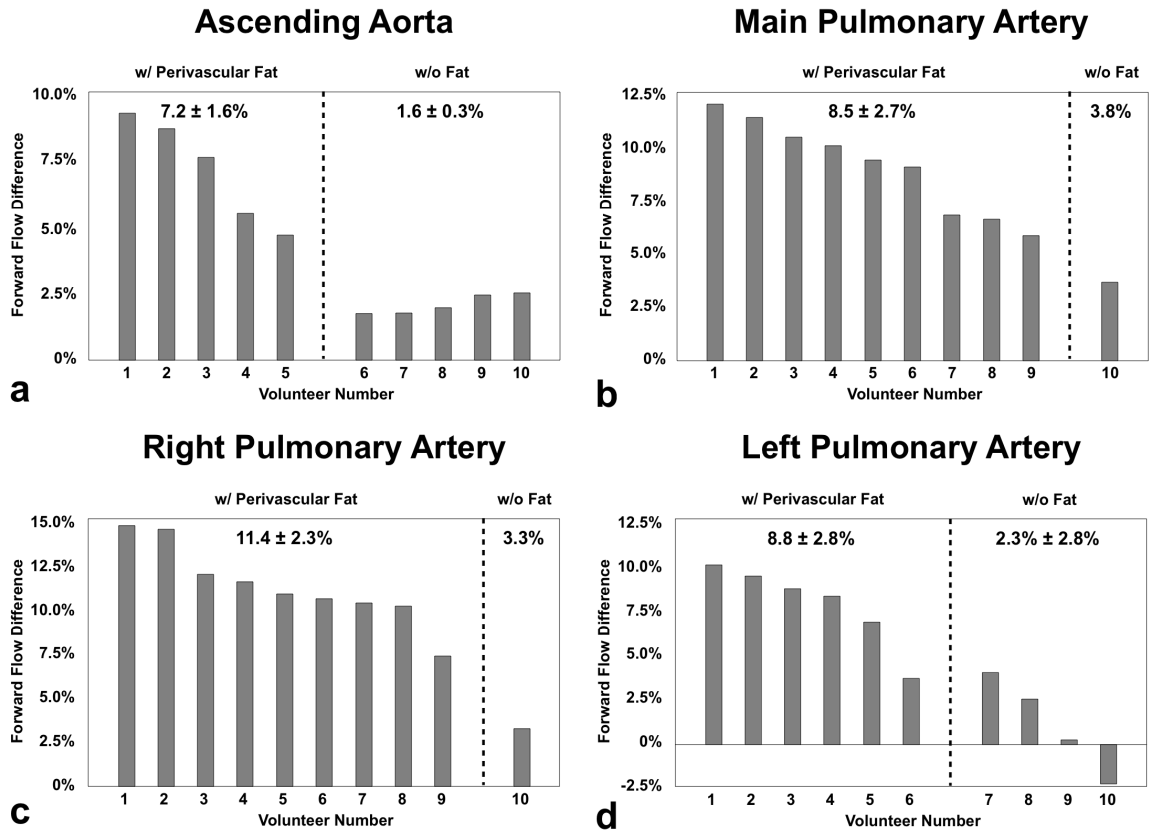 Ascending Aorta
w/ Perivascular Fat w/o Fat
7.2 ± 1.6% 1.6 ± 0.3%
Forward Flow Difference
10.0%
7.5%
5.0%
2.5%
0%
1 2 3 4 5 6 7 8 9 10
Volunteer Number
a
Main Pulmonary Artery
w/ Perivascular Fat w/o Fat
8.5 ± 2.7% 3.8%
Forward Flow Difference
12.5%
10.0%
7.5%
5.0%
2.5%
0%
1 2 3 4 5 6 7 8 9 10
Volunteer Number
b
Right Pulmonary Artery
w/ Perivascular Fat w/o Fat
11.4 ± 2.3% 3.3%
Forward Flow Difference
15.0%
12.5%
10.0%
7.5%
5.0%
2.5%
0%
1 2 3 4 5 6 7 8 9 10
Volunteer Number
c
Left Pulmonary Artery
w/ Perivascular Fat w/o Fat
8.8 ± 2.8% 2.3% ± 2.8%
Forward Flow Difference
12.5%
10.0%
7.5%
5.0%
2.5%
0%
-2.5%
1 2 3 4 5 6 7 8 9 10
Volunteer Number
d